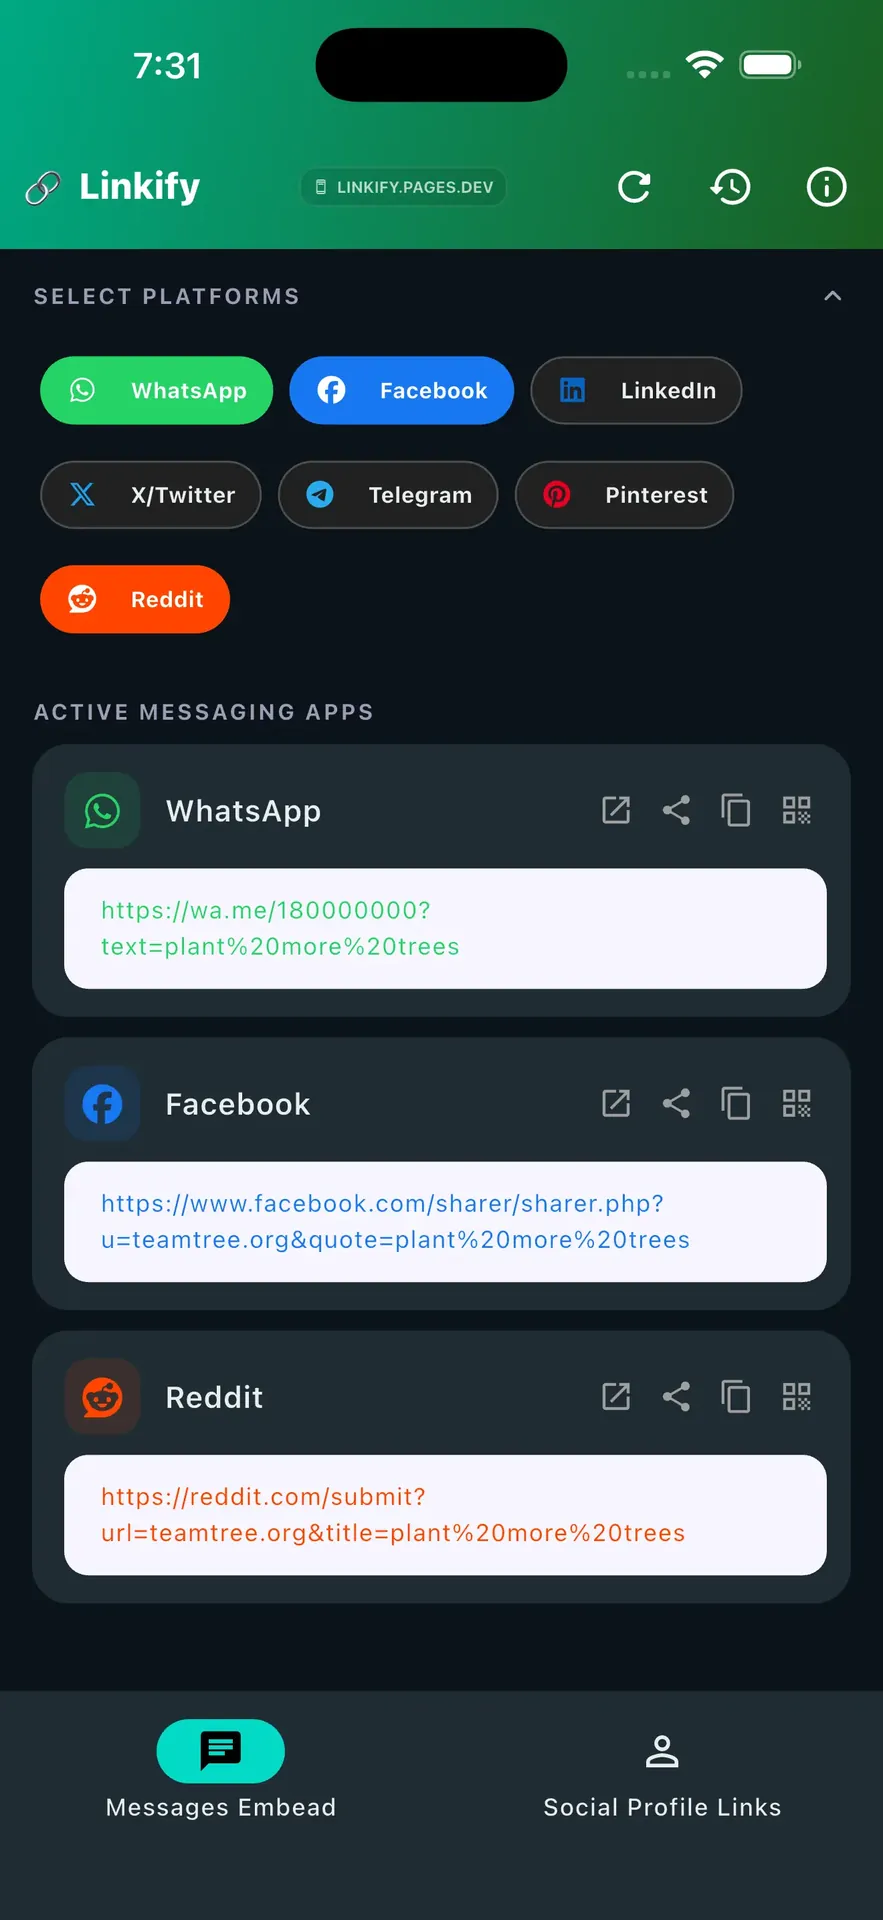 7:31
Linkify
LINKIFY.PAGES.DEV
SELECT PLATFORMS
WhatsApp
Facebook
LinkedIn
X/Twitter
Telegram
Pinterest
Reddit
ACTIVE MESSAGING APPS
WhatsApp
https://wa.me/180000000?
text=plant%20more%20trees
Facebook
https://www.facebook.com/sharer/sharer.php?
u=teamtree.org&quote=plant%20more%20trees
Reddit
https://reddit.com/submit?
url=teamtree.org&title=plant%20more%20trees
Messages Embead
Social Profile Links